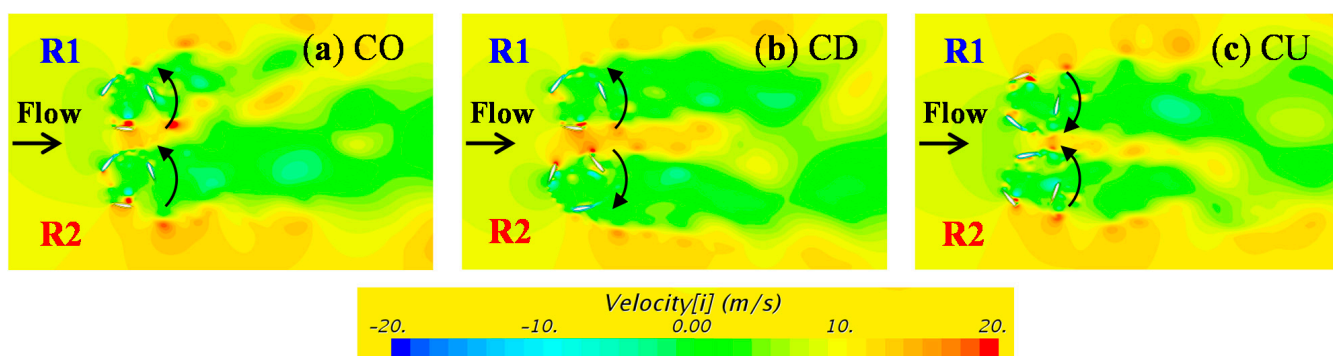 R1
(a) CO
Flow
R2
R1
(b) CD
Flow
R2
R1
(c) CU
Flow
R2
Velocity[i] (m/s)
-20. -10. 0.00 10. 20.